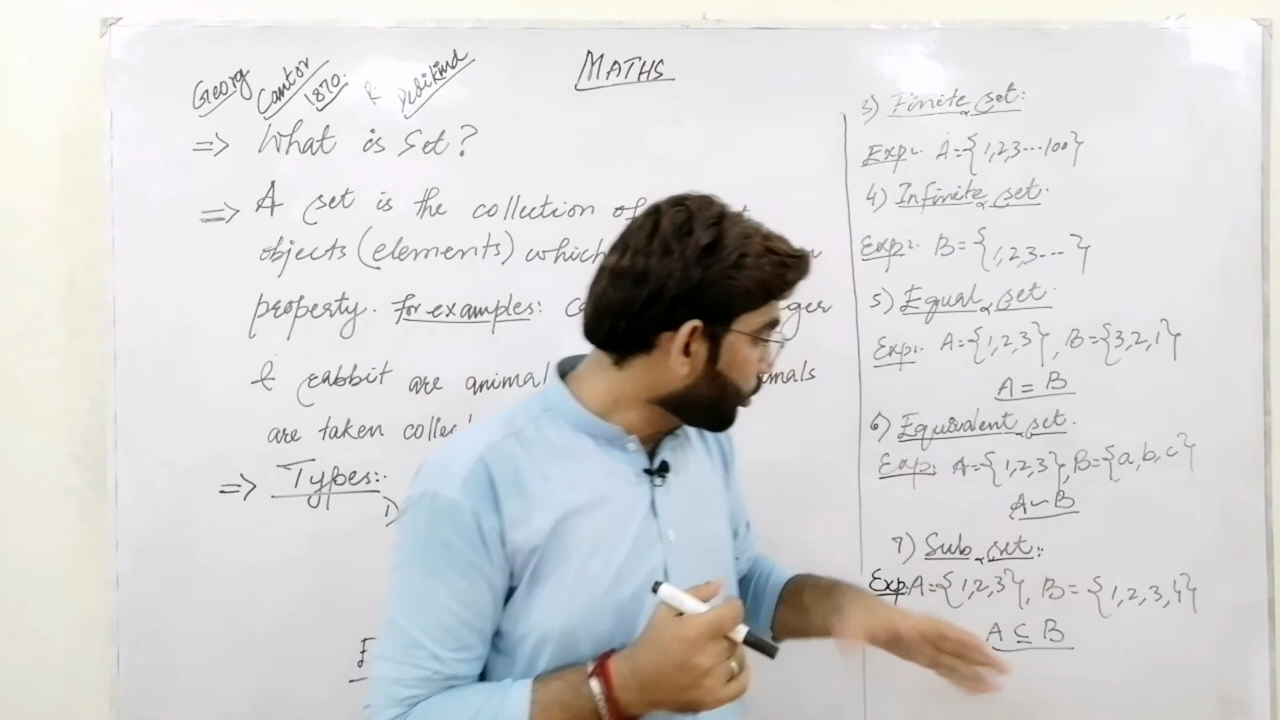 MATHS
Georg Cantor 1870. R. Dedikind
=> What is Set?
=> A set is the collection of
objects (elements) which
property. For examples:
& rabbit are animal
are taken
=> Types:
1)
3) Finite set:
Exp: A={1,2,3---100}
4) Infinite set.
Exp: B={1,2,3---}
5) Equal set.
Exp: A={1,2,3}, B={3,2,1}
A = B
6) Equivalent set.
Exp: A={1,2,3}, B={a,b,c}
A~B
7) Sub set:
Exp: A={1,2,3}, B={1,2,3,4}
A ⊆ B